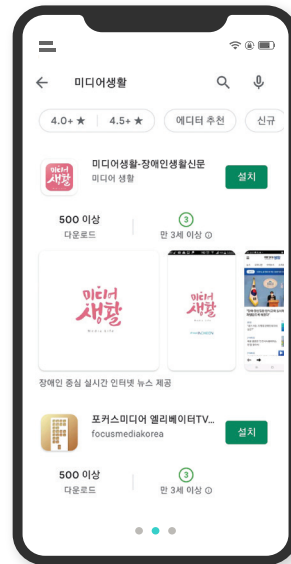 미디어생활
4.0+ ★ 4.5+ ★ 에디터 추천 신규
미디어생활-장애인생활신문
미디어 생활
설치
500 이상
다운로드
3
만 3세 이상
미디어
생활
미디어
생활
장애인 중심 실시간 인터넷 뉴스 제공
포커스미디어 엘리베이터TV...
focusmediakorea
설치
500 이상
다운로드
3
만 3세 이상